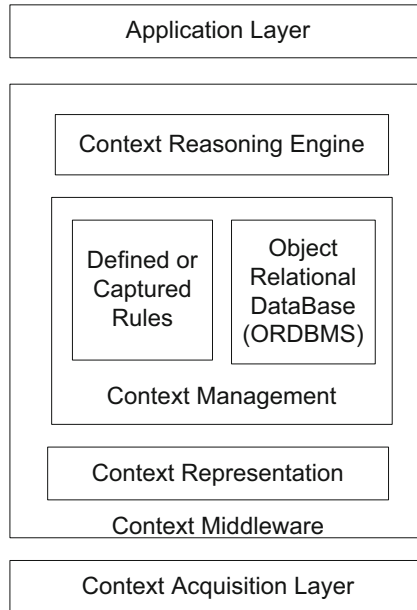 Application Layer
Context Reasoning Engine
Defined or
Captured
Rules
Object
Relational
DataBase
(ORDBMS)
Context Management
Context Representation
Context Middleware
Context Acquisition Layer